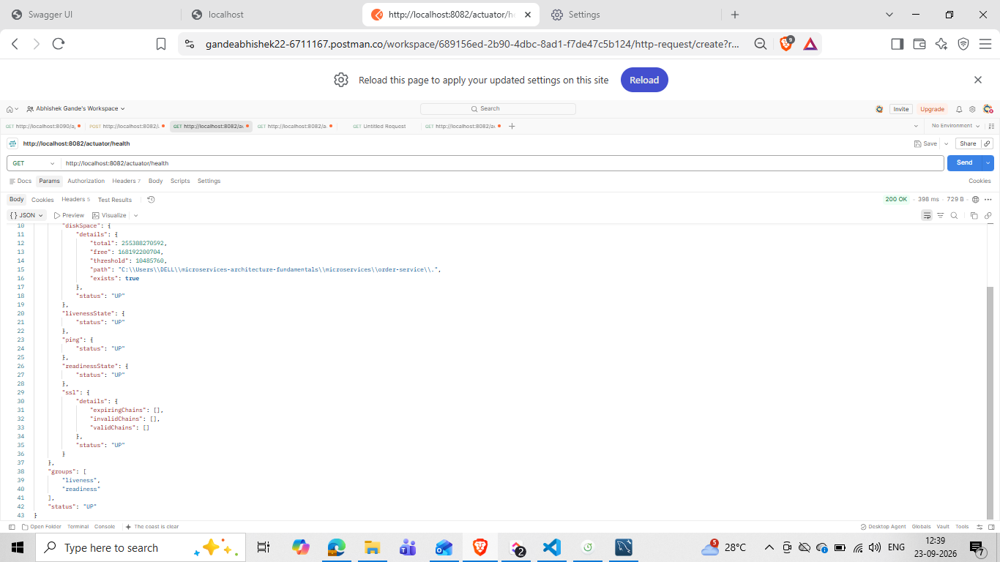 Swagger UI
localhost
http://localhost:8082/actuator/he
Settings
gandeabhishek22-6711167.postman.co/workspace/689156ed-2b90-4dbc-8ad1-f7de47c5b124/http-request/create?r...
9
Reload this page to apply your updated settings on this site
Reload
Abhishek Gande's Workspace
Search
Invite
Upgrade
GET http://localhost:8090/a
POST http://localhost:8082/
GET http://localhost:8082/a
GET http://localhost:8082/a
GET Untitled Request
GET http://localhost:8082/a
No Environment
HTTP
http://localhost:8082/actuator/health
Save
Share
GET
http://localhost:8082/actuator/health
Send
Docs Params Authorization Headers 7 Body Scripts Settings
Cookies
Body Cookies Headers 5 Test Results
200 OK · 398 ms · 729 B
{} JSON Preview Visualize
10 "diskSpace": {
11 "details": {
12 "total": 255388270592,
13 "free": 168192200704,
14 "threshold": 10485760,
15 "path": "C:\\Users\\DELL\\microservices-architecture-fundamentals\\microservices\\order-service\\.",
16 "exists": true
17 },
18 "status": "UP"
19 },
20 "livenessState": {
21 "status": "UP"
22 },
23 "ping": {
24 "status": "UP"
25 },
26 "readinessState": {
27 "status": "UP"
28 },
29 "ssl": {
30 "details": {
31 "expiringChains": [],
32 "invalidChains": [],
33 "validChains": []
34 },
35 "status": "UP"
36 }
37 },
38 "groups": [
39 "liveness",
40 "readiness"
41 ],
42 "status": "UP"
43 }
Open Folder Terminal Console The coast is clear
Desktop Agent Globals Vault Tools
Type here to search
2
5
28°C
ENG
12:39
23-09-2026
7